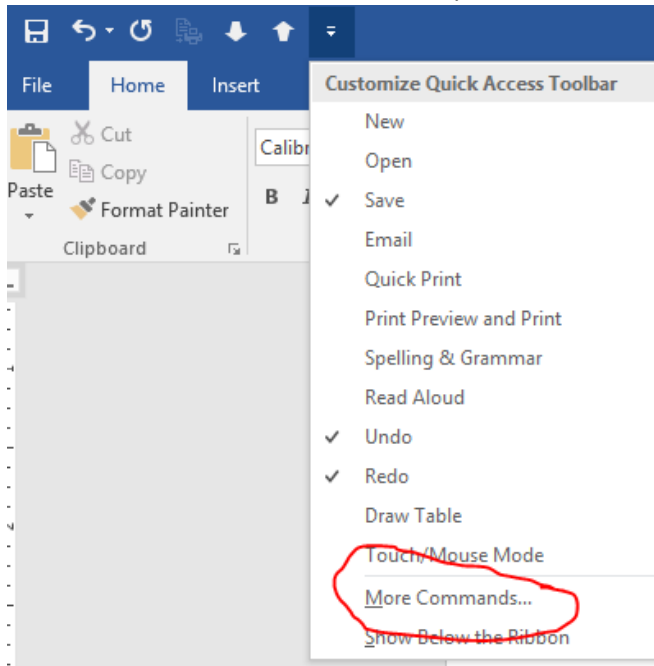 File Home Insert
Customize Quick Access Toolbar
New
Open
Save
Email
Quick Print
Print Preview and Print
Spelling & Grammar
Read Aloud
Undo
Redo
Draw Table
Touch/Mouse Mode
More Commands...
Show Below the Ribbon
Paste
Cut
Copy
Format Painter
Clipboard
Calibr
B I